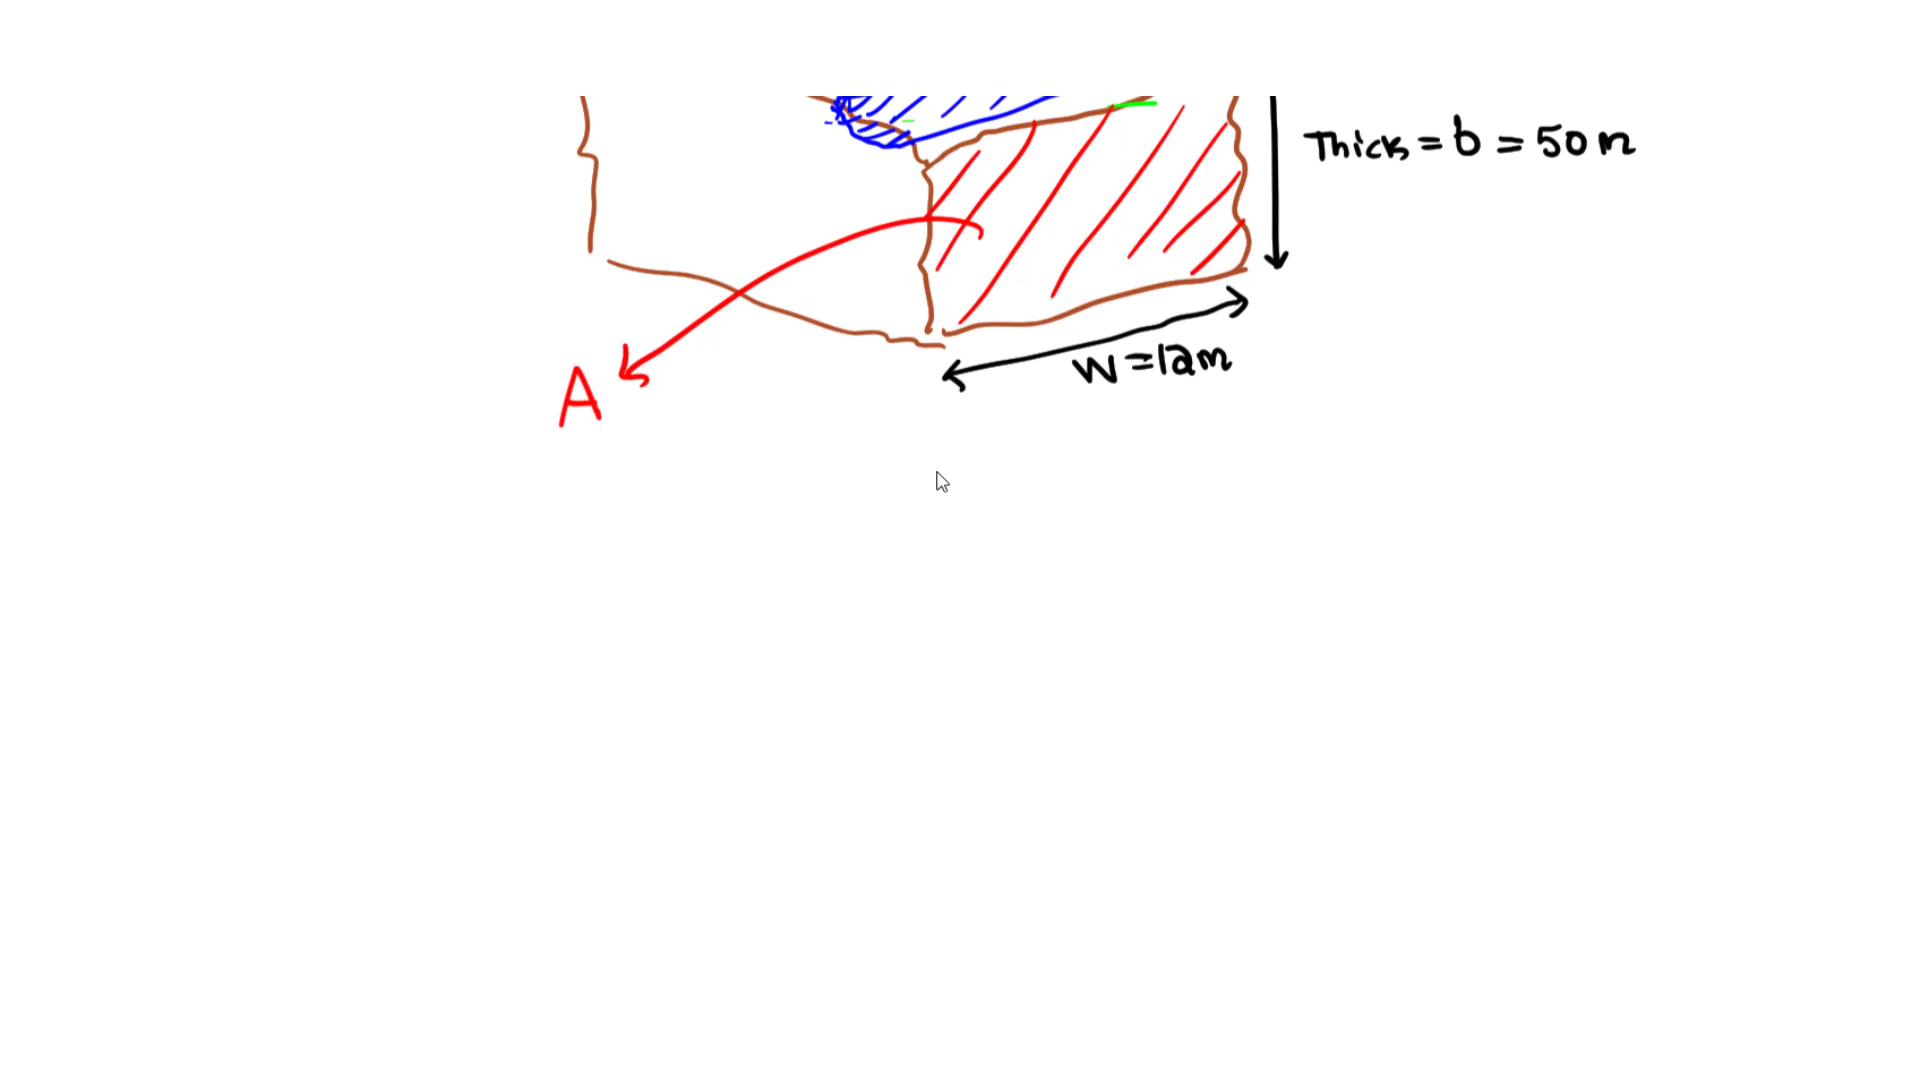 Thick = b = 50 m
W = 12m
A